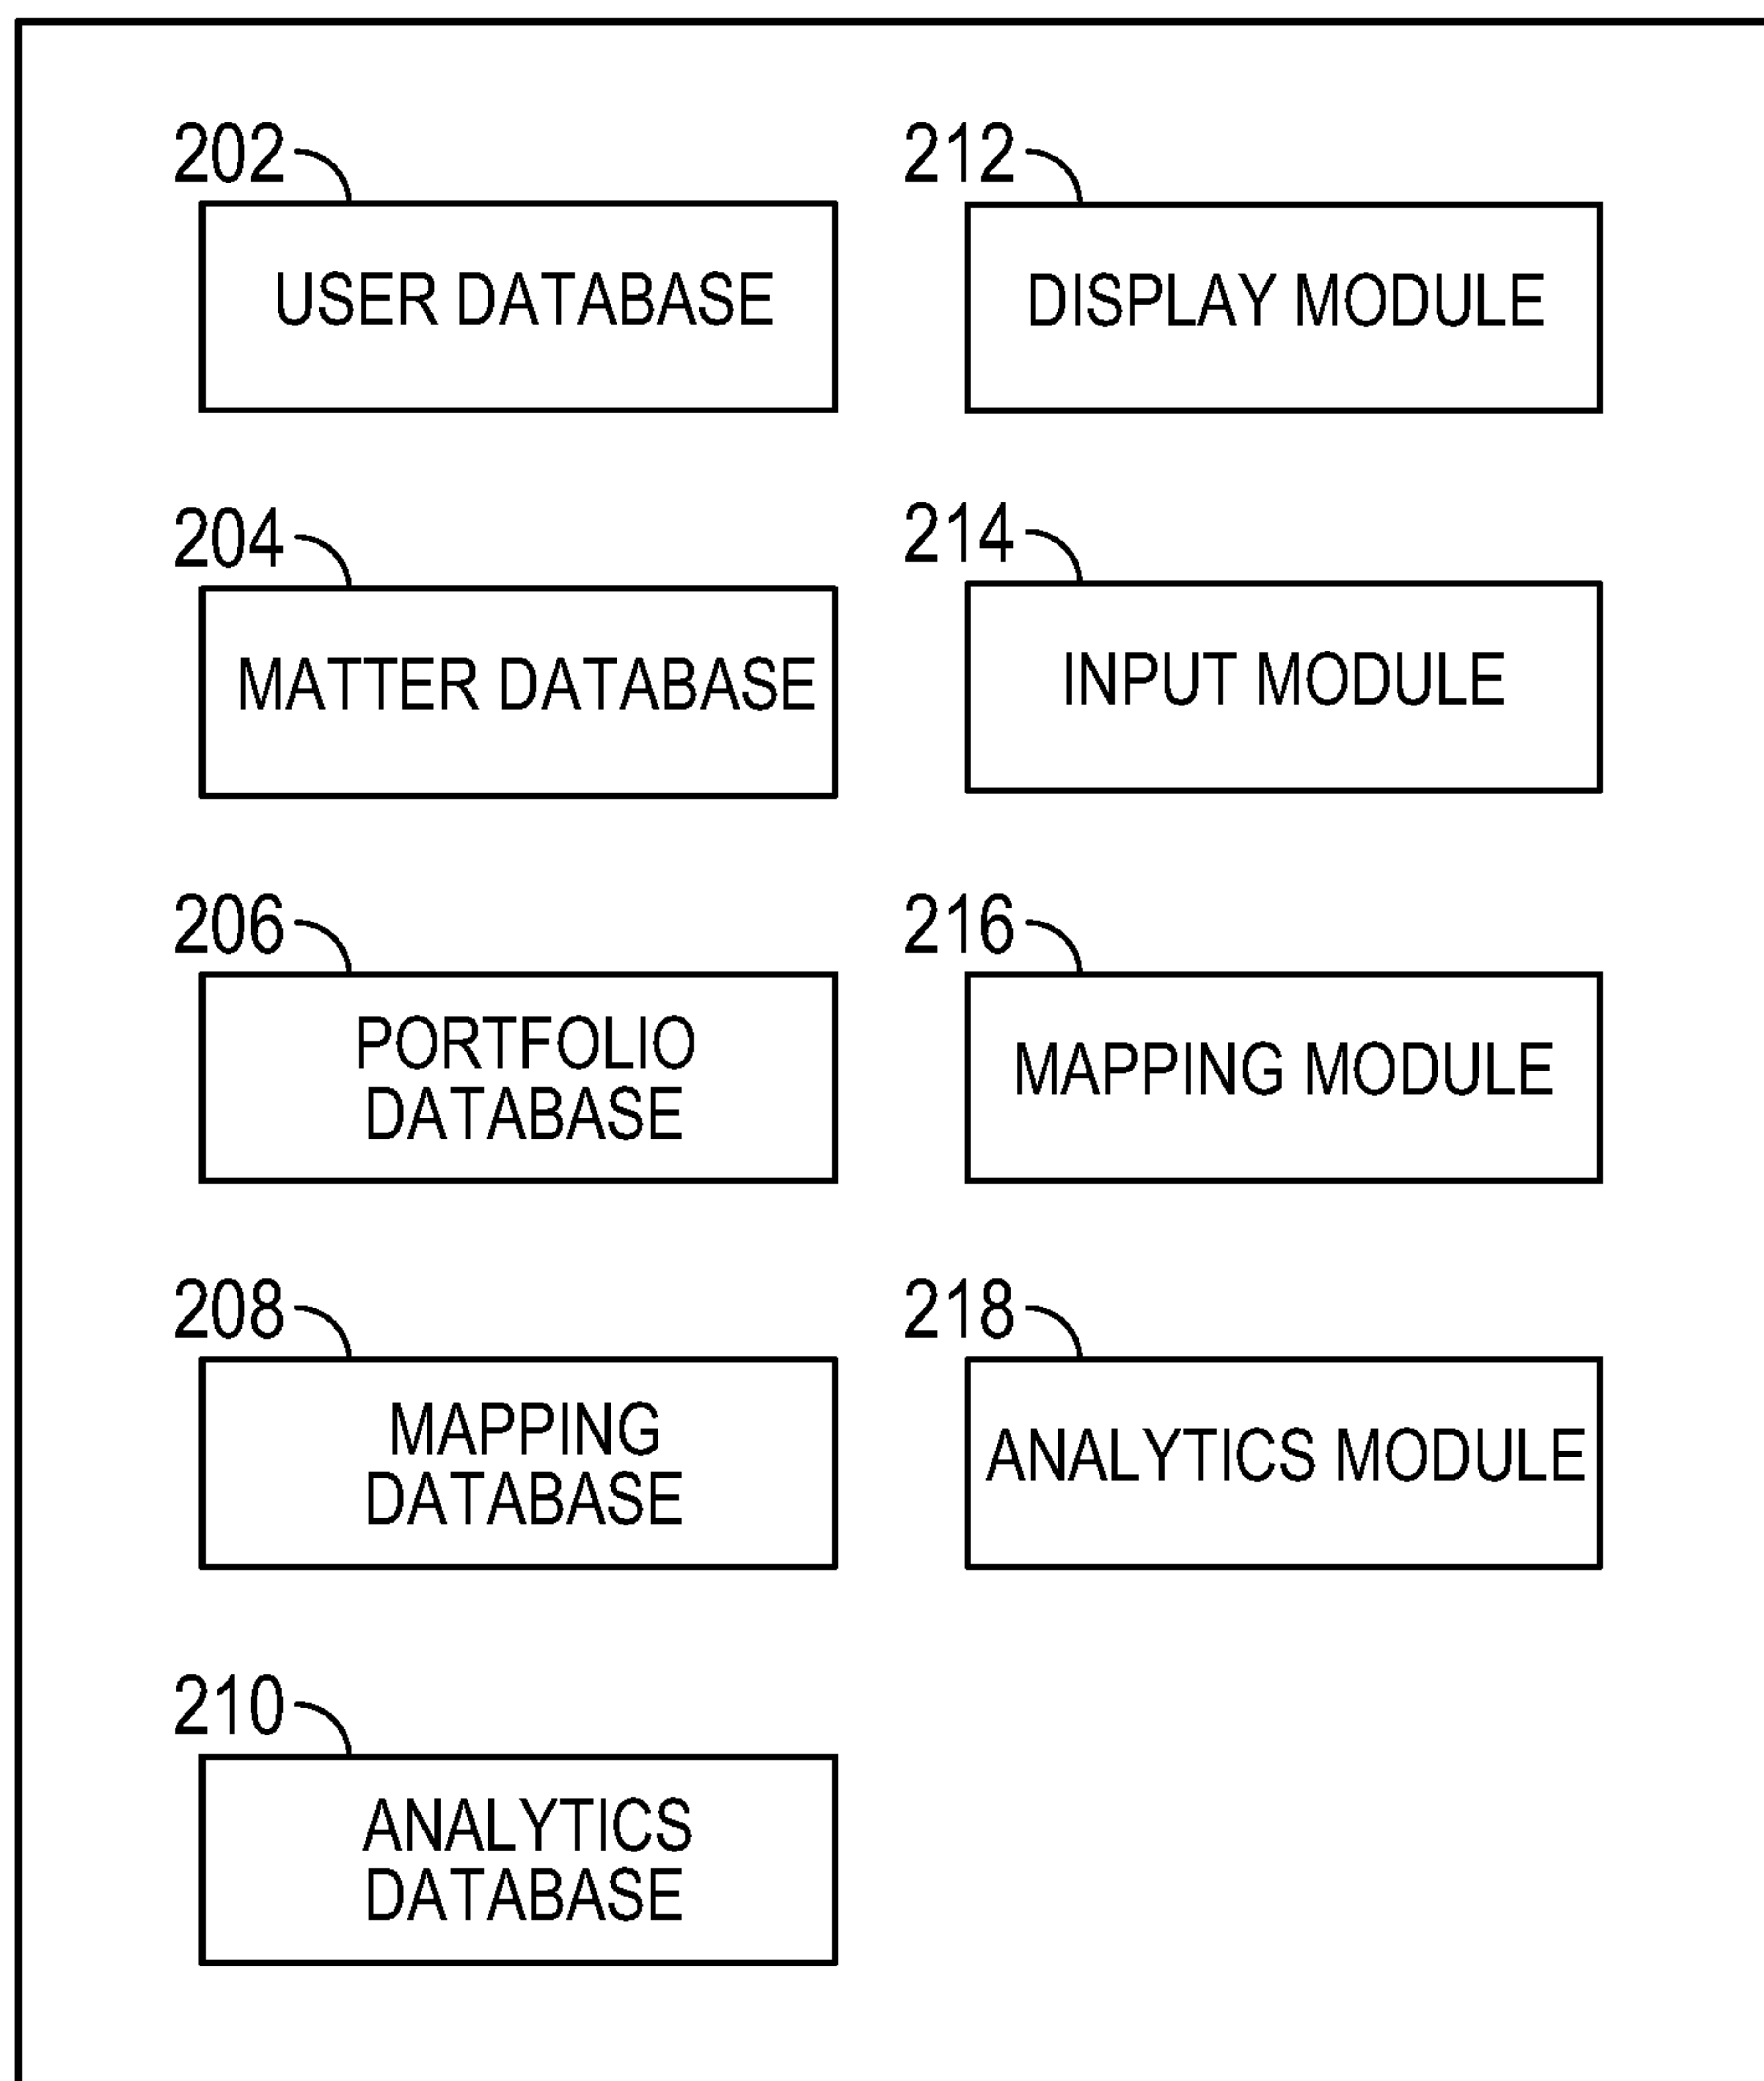 202
USER DATABASE
204
MATTER DATABASE
206
PORTFOLIO
DATABASE
208
MAPPING
DATABASE
210
ANALYTICS
DATABASE
212
DISPLAY MODULE
214
INPUT MODULE
216
MAPPING MODULE
218
ANALYTICS MODULE